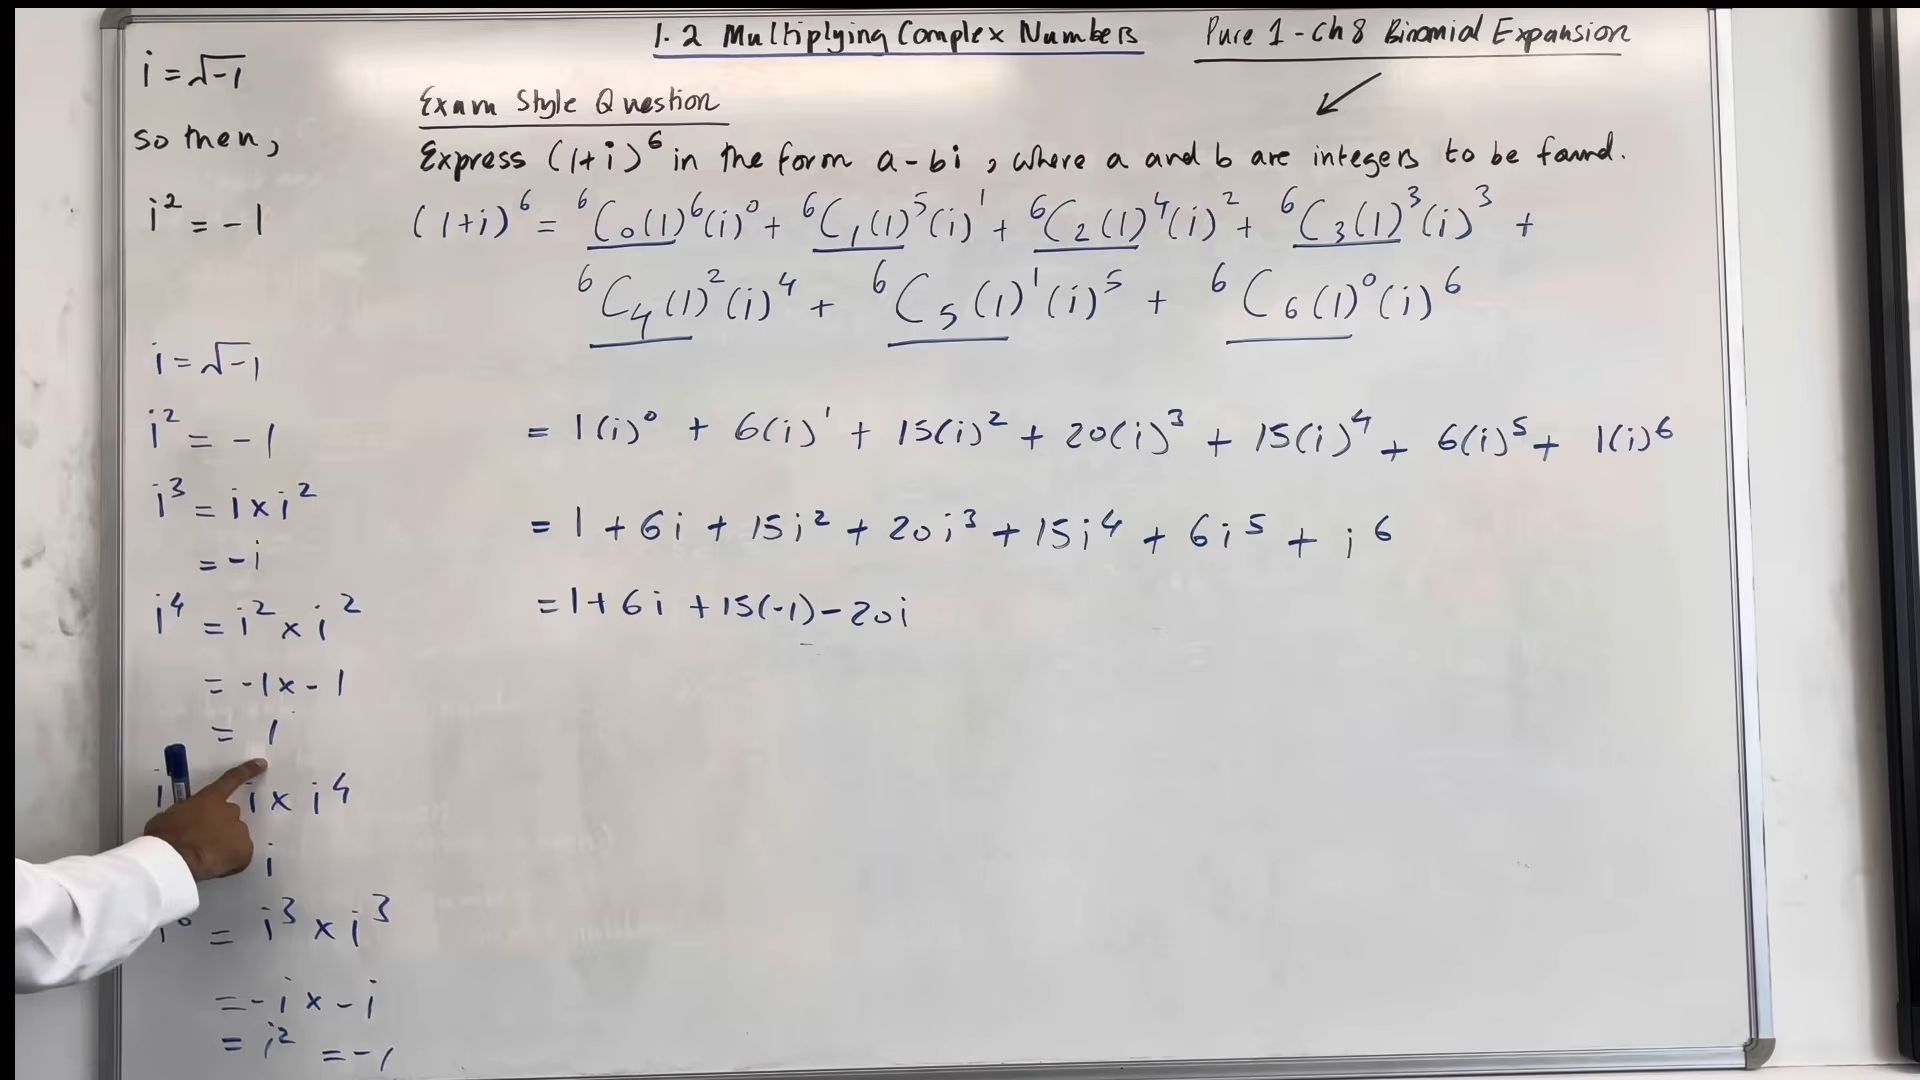 1.2 Multiplying Complex Numbers
Pure 1 - Ch 8 Binomial Expansion
i = √-1
so then,
i² = -1
i = √-1
i² = -1
i³ = i × i²
= -i
i⁴ = i² × i²
= -1 × -1
= 1
i × i⁴
i
= i³ × i³
= -i × -i
= i² = -1
Exam Style Question
Express (1+i)⁶ in the form a-bi, where a and b are integers to be found.
(1+i)⁶ = ⁶C₀(1)⁶(i)⁰ + ⁶C₁(1)⁵(i)¹ + ⁶C₂(1)⁴(i)² + ⁶C₃(1)³(i)³ +
⁶C₄(1)²(i)⁴ + ⁶C₅(1)¹(i)⁵ + ⁶C₆(1)⁰(i)⁶
= 1(i)⁰ + 6(i)¹ + 15(i)² + 20(i)³ + 15(i)⁴ + 6(i)⁵ + 1(i)⁶
= 1 + 6i + 15i² + 20i³ + 15i⁴ + 6i⁵ + i⁶
= 1 + 6i + 15(-1) - 20i